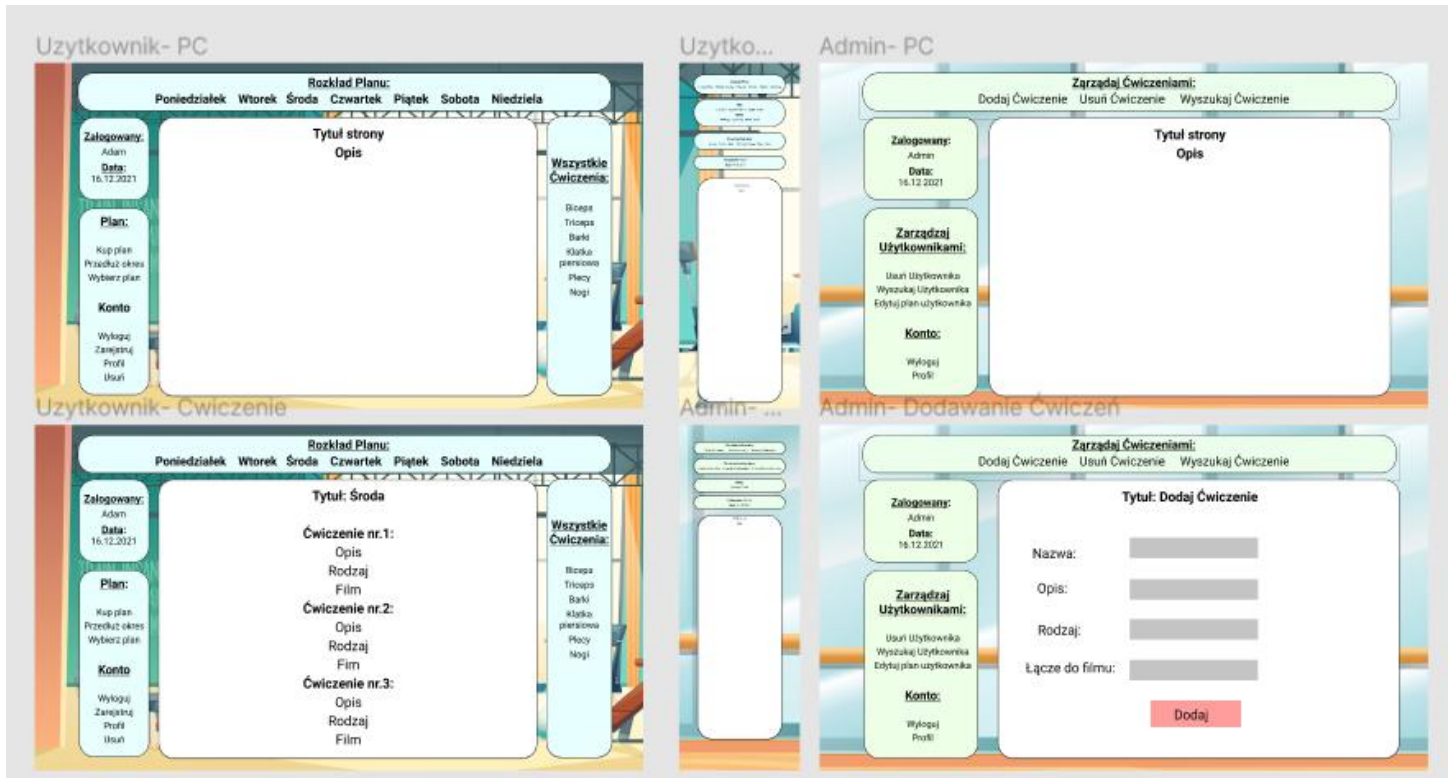 Uzytkownik- PC
Rozkład Planu:
Poniedziałek Wtorek Środa Czwartek Piątek Sobota Niedziela
Zalogowany:
Adam
Data:
16.12.2021
Plan:
Kup plan
Przedłuż okres
Wybierz plan
Konto
Wyloguj
Zarejstruj
Profil
Usuń
Tytuł strony
Opis
Wszystkie
Ćwiczenia:
Biceps
Triceps
Barki
Klatka
piersiowa
Plecy
Nogi
Uzytko...
Admin- PC
Zarządaj Ćwiczeniami:
Dodaj Ćwiczenie Usuń Ćwiczenie Wyszukaj Ćwiczenie
Zalogowany:
Admin
Data:
16.12.2021
Zarządzaj
Użytkownikami:
Usuń Użytkownika
Wyszukaj Użytkownika
Edytuj plan użytkownika
Konto:
Wyloguj
Profil
Tytuł strony
Opis
Uzytkownik- Cwiczenie
Rozkład Planu:
Poniedziałek Wtorek Środa Czwartek Piątek Sobota Niedziela
Zalogowany:
Adam
Data:
16.12.2021
Plan:
Kup plan
Przedłuż okres
Wybierz plan
Konto
Wyloguj
Zarejstruj
Profil
Usuń
Tytuł: Środa
Ćwiczenie nr.1:
Opis
Rodzaj
Film
Ćwiczenie nr.2:
Opis
Rodzaj
Fim
Ćwiczenie nr.3:
Opis
Rodzaj
Film
Wszystkie
Ćwiczenia:
Biceps
Triceps
Barki
Klatka
piersiowa
Plecy
Nogi
Admin- ...
Admin- Dodawanie Ćwiczeń
Zarządaj Ćwiczeniami:
Dodaj Ćwiczenie Usuń Ćwiczenie Wyszukaj Ćwiczenie
Zalogowany:
Admin
Data:
16.12.2021
Zarządzaj
Użytkownikami:
Usuń Użytkownika
Wyszukaj Użytkownika
Edytuj plan użytkownika
Konto:
Wyloguj
Profil
Tytuł: Dodaj Ćwiczenie
Nazwa:
Opis:
Rodzaj:
Łącze do filmu:
Dodaj